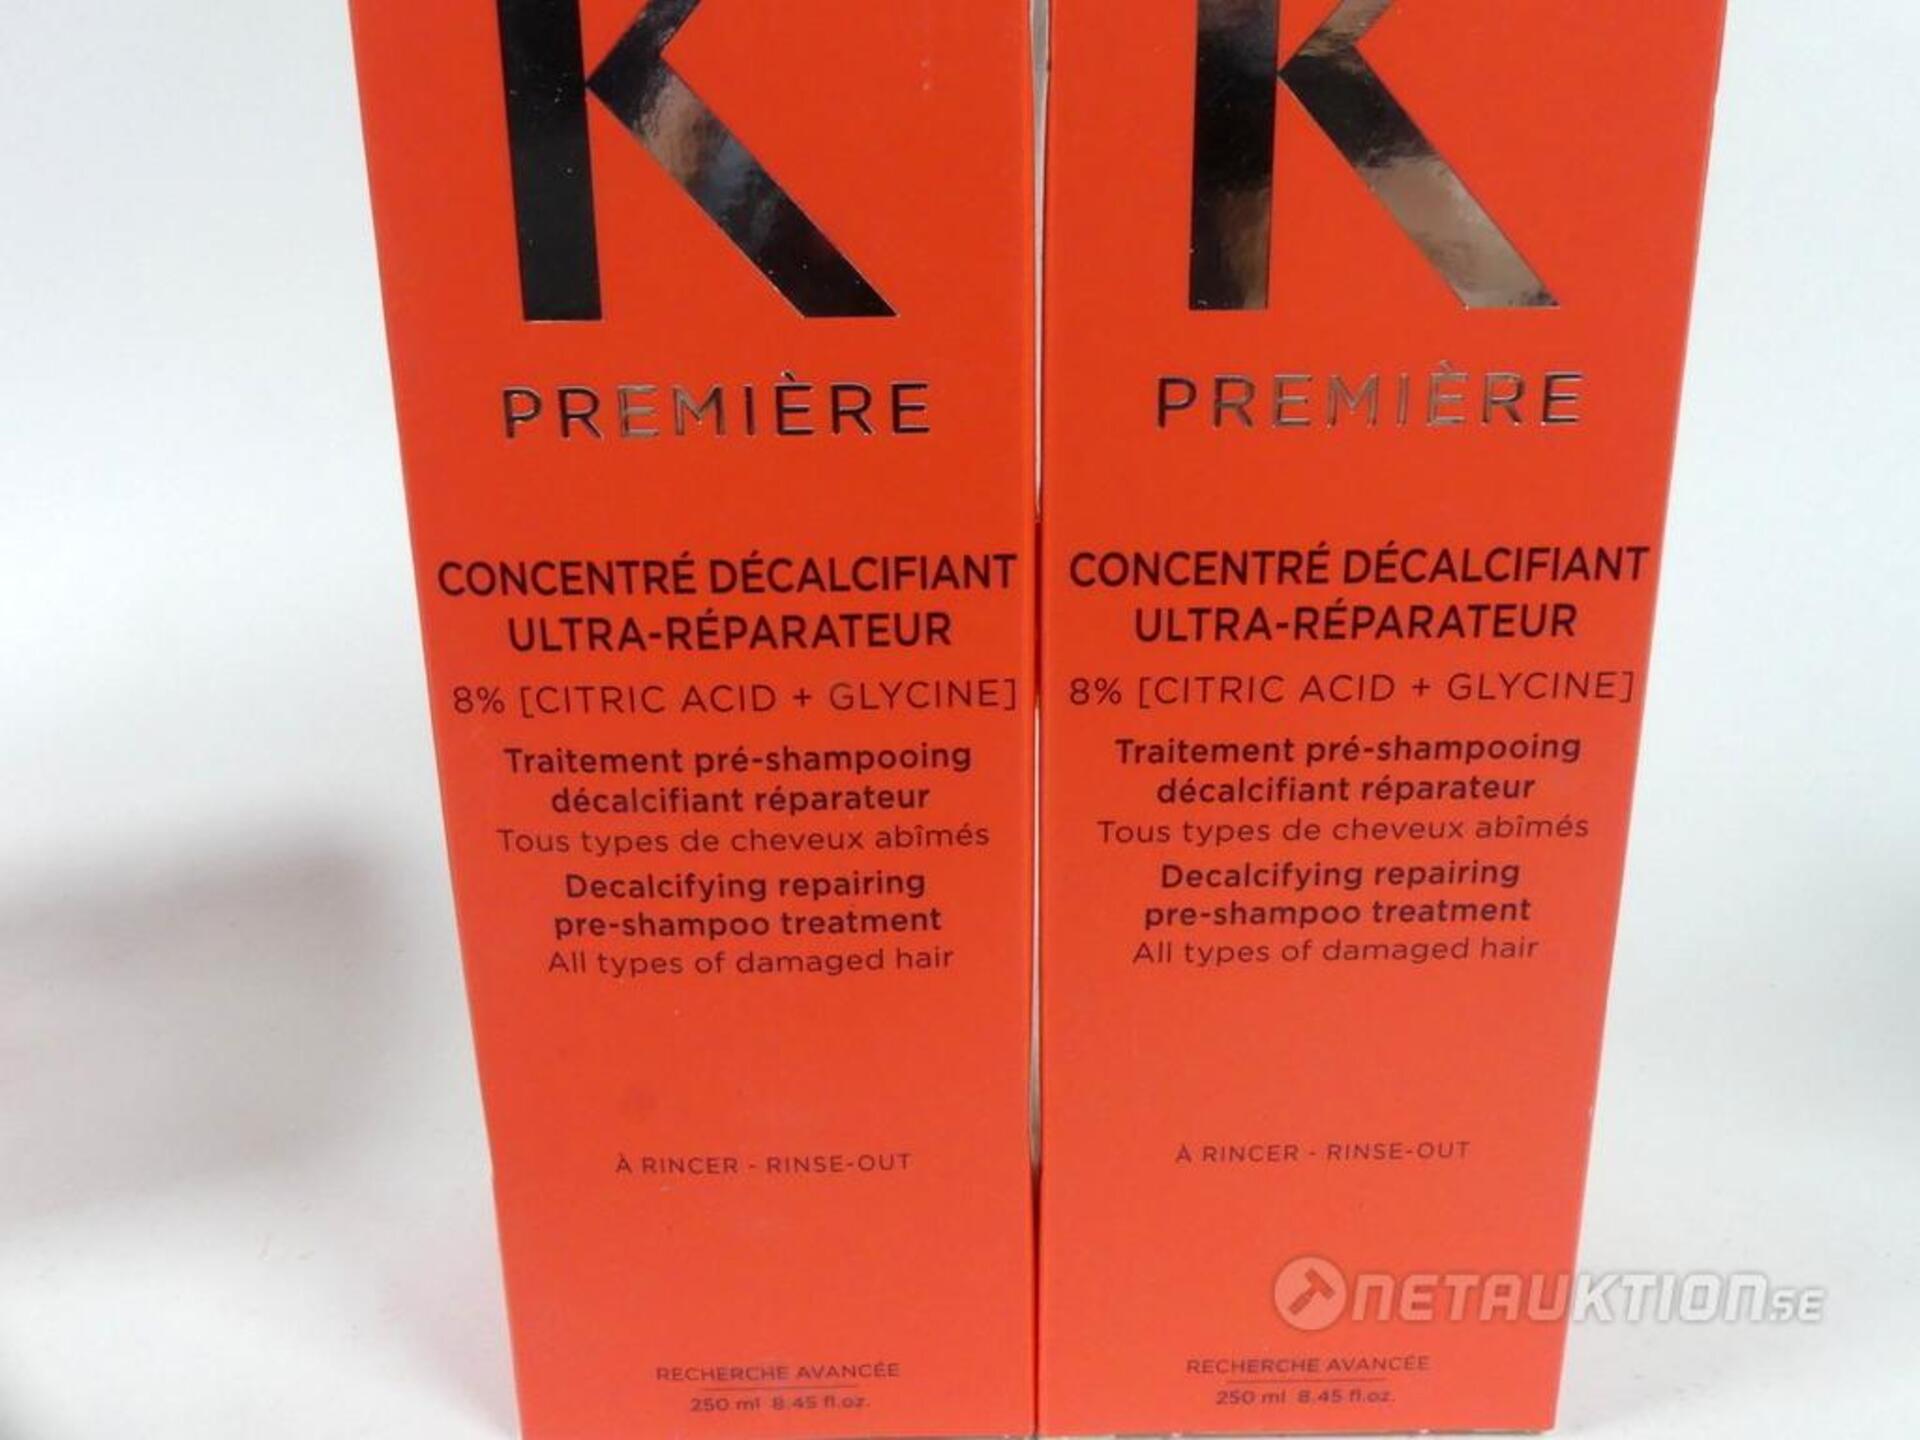 K
PREMIÈRE
CONCENTRÉ DÉCALCIFIANT
ULTRA-RÉPARATEUR
8% [CITRIC ACID + GLYCINE]
Traitement pré-shampooing
décalcifiant réparateur
Tous types de cheveux abîmés
Decalcifying repairing
pre-shampoo treatment
All types of damaged hair
À RINCER - RINSE-OUT
RECHERCHE AVANCÉE
250 ml 8.45 fl.oz.
K
PREMIÈRE
CONCENTRÉ DÉCALCIFIANT
ULTRA-RÉPARATEUR
8% [CITRIC ACID + GLYCINE]
Traitement pré-shampooing
décalcifiant réparateur
Tous types de cheveux abîmés
Decalcifying repairing
pre-shampoo treatment
All types of damaged hair
À RINCER - RINSE-OUT
RECHERCHE AVANCÉE
250 ml 8.45 fl.oz.
NETAUKTION.SE